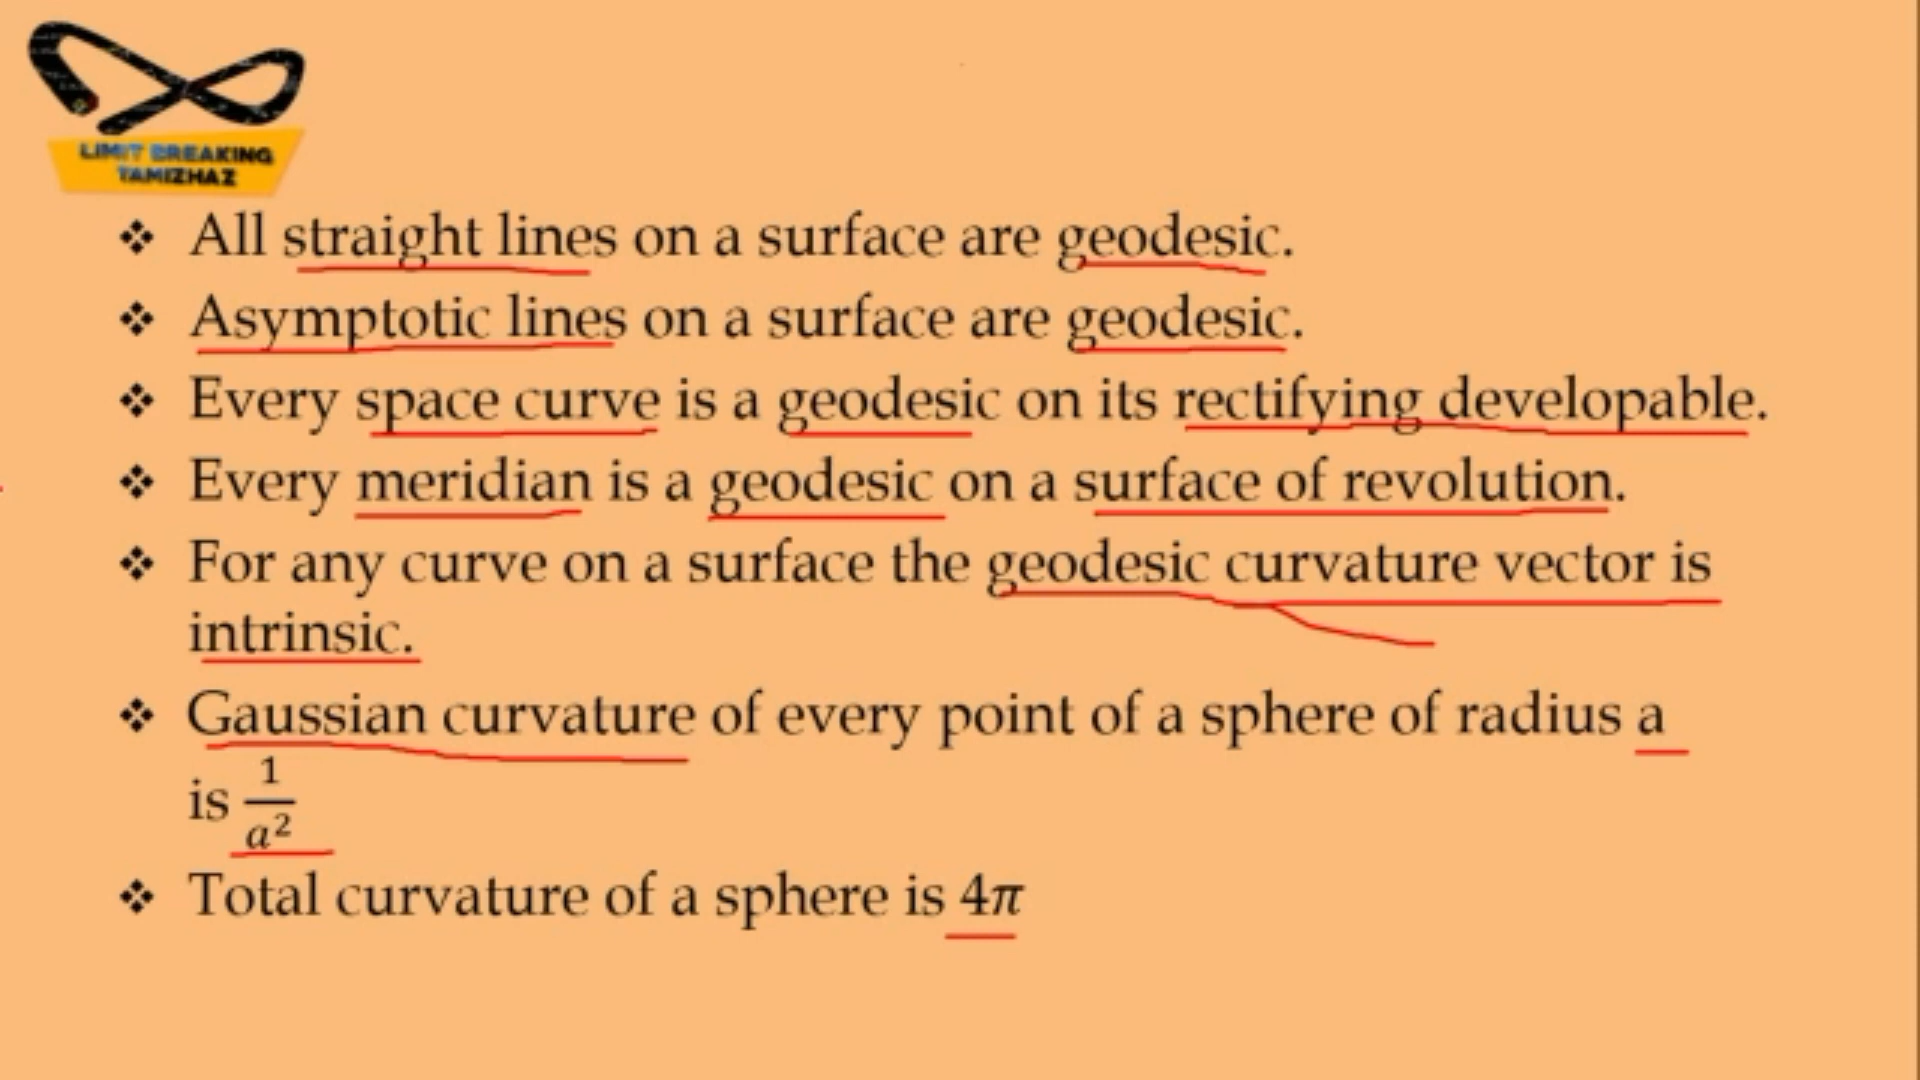 LIMIT BREAKING
TAMIZHAZ
❖ All straight lines on a surface are geodesic.
❖ Asymptotic lines on a surface are geodesic.
❖ Every space curve is a geodesic on its rectifying developable.
❖ Every meridian is a geodesic on a surface of revolution.
❖ For any curve on a surface the geodesic curvature vector is
intrinsic.
❖ Gaussian curvature of every point of a sphere of radius a
is 1/a²
❖ Total curvature of a sphere is 4π